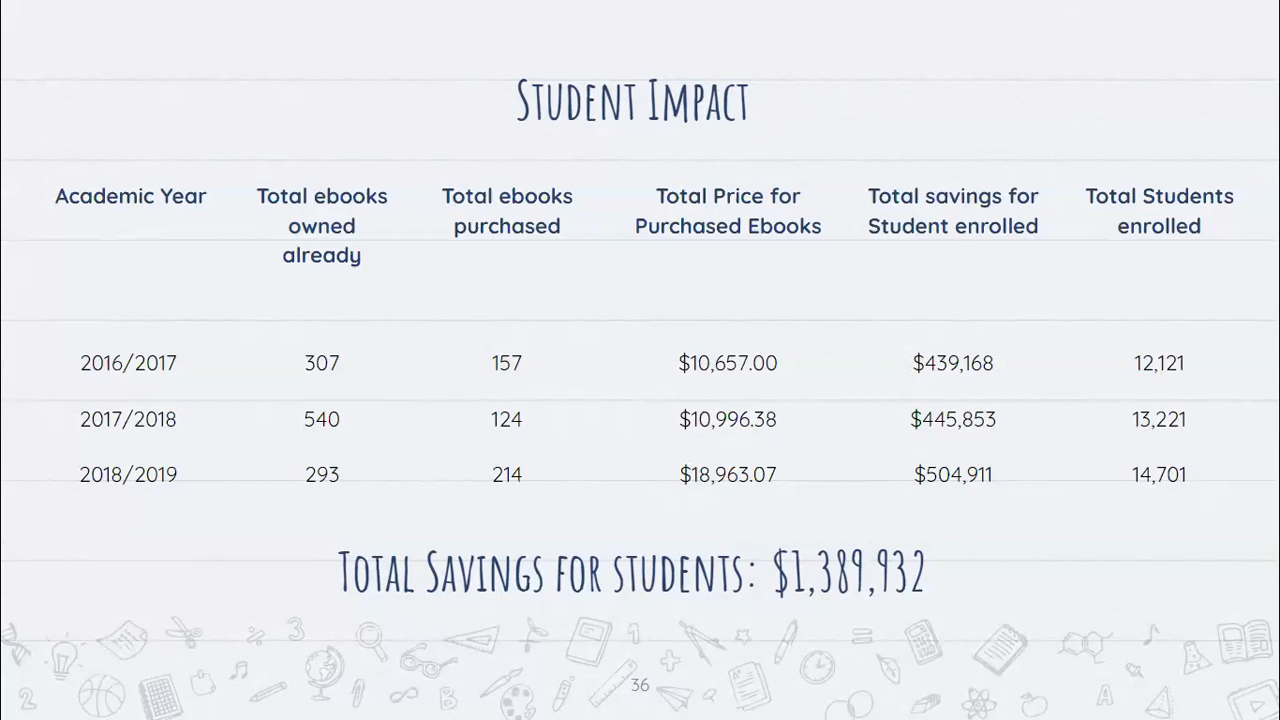 Student Impact
Academic Year Total ebooks owned already Total ebooks purchased Total Price for Purchased Ebooks Total savings for Student enrolled Total Students enrolled
2016/2017 307 157 $10,657.00 $439,168 12,121
2017/2018 540 124 $10,996.38 $445,853 13,221
2018/2019 293 214 $18,963.07 $504,911 14,701
Total Savings for students: $1,389,932
36